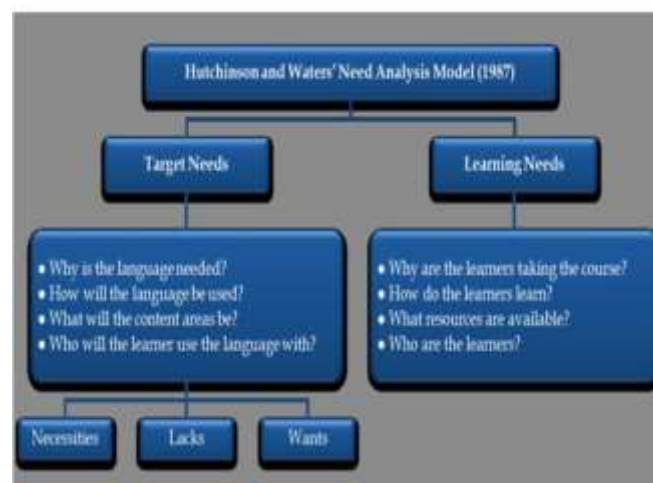 Hutchinson and Waters' Need Analysis Model (1987)
Target Needs
Learning Needs
• Why is the language needed?
• How will the language be used?
• What will the content areas be?
• Who will the learner use the language with?
• Why are the learners taking the course?
• How do the learners learn?
• What resources are available?
• Who are the learners?
Necessities
Lacks
Wants